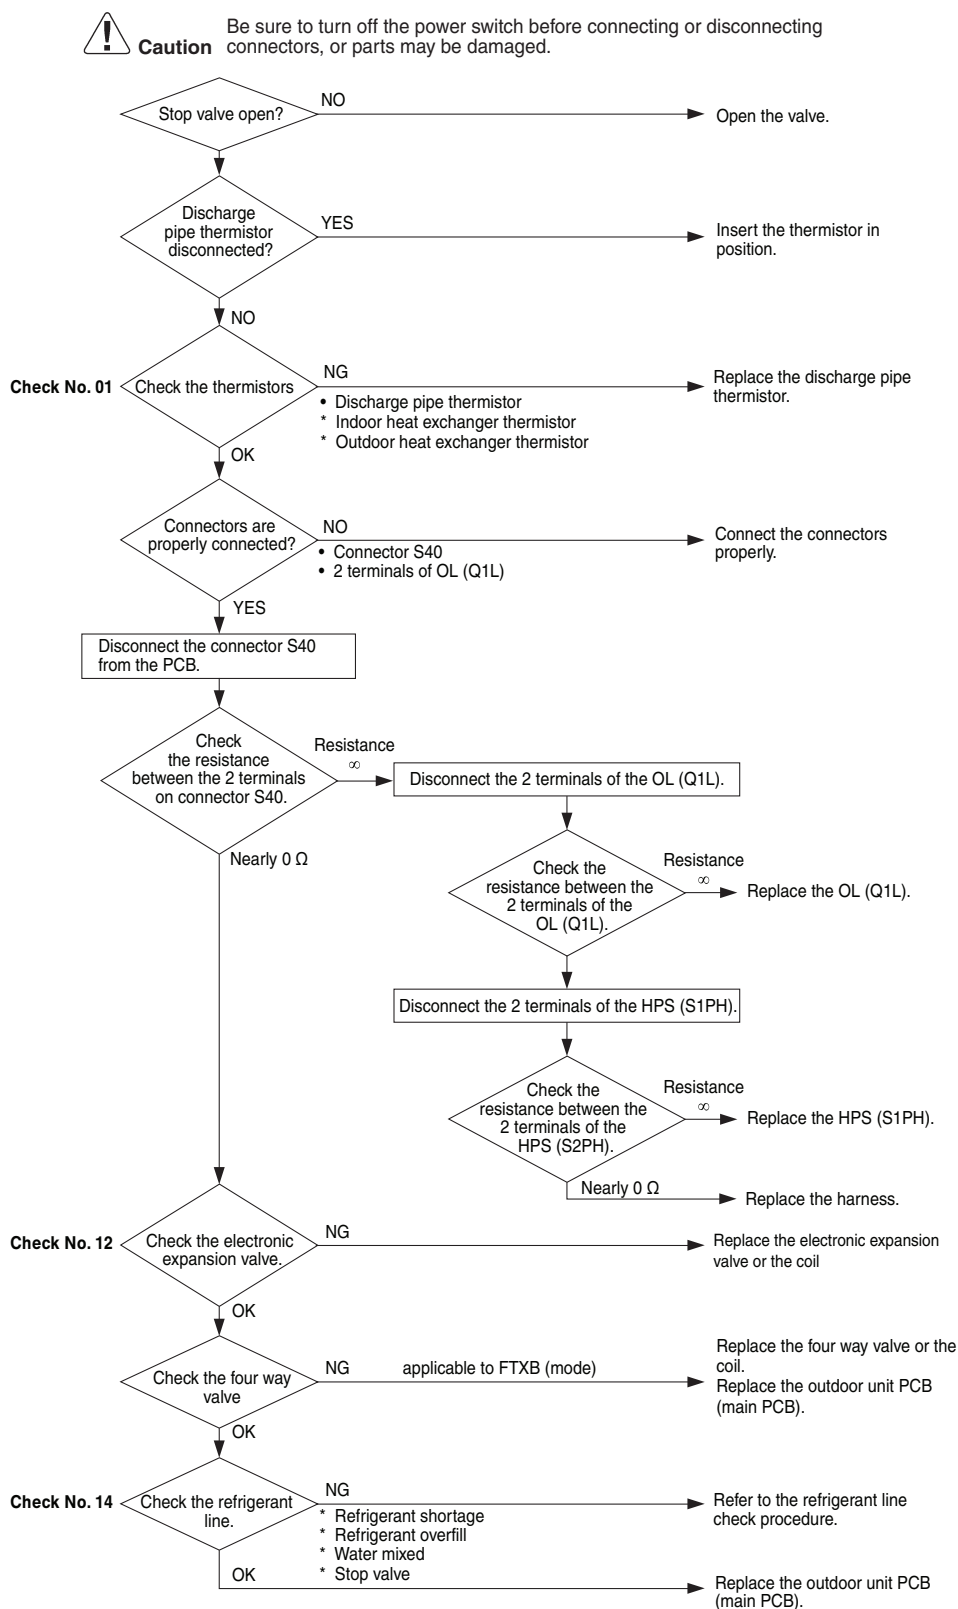 Caution
Be sure to turn off the power switch before connecting or disconnecting
connectors, or parts may be damaged.
Stop valve open?
NO
Open the valve.
Discharge
pipe thermistor
disconnected?
YES
Insert the thermistor in
position.
NO
Check No. 01
Check the thermistors
NG
• Discharge pipe thermistor
* Indoor heat exchanger thermistor
* Outdoor heat exchanger thermistor
Replace the discharge pipe
thermistor.
OK
Connectors are
properly connected?
NO
• Connector S40
• 2 terminals of OL (Q1L)
Connect the connectors
properly.
YES
Disconnect the connector S40
from the PCB.
Check
the resistance
between the 2 terminals
on connector S40.
Resistance
∞
Disconnect the 2 terminals of the OL (Q1L).
Nearly 0 Ω
Check the
resistance between the
2 terminals of the
OL (Q1L).
Resistance
∞
Replace the OL (Q1L).
Disconnect the 2 terminals of the HPS (S1PH).
Check the
resistance between the
2 terminals of the
HPS (S2PH).
Resistance
∞
Replace the HPS (S1PH).
Nearly 0 Ω
Replace the harness.
Check No. 12
Check the electronic
expansion valve.
NG
Replace the electronic expansion
valve or the coil
OK
Check the four way
valve
NG
applicable to FTXB (mode)
Replace the four way valve or the
coil.
Replace the outdoor unit PCB
(main PCB).
OK
Check No. 14
Check the refrigerant
line.
NG
* Refrigerant shortage
* Refrigerant overfill
* Water mixed
* Stop valve
Refer to the refrigerant line
check procedure.
OK
Replace the outdoor unit PCB
(main PCB).